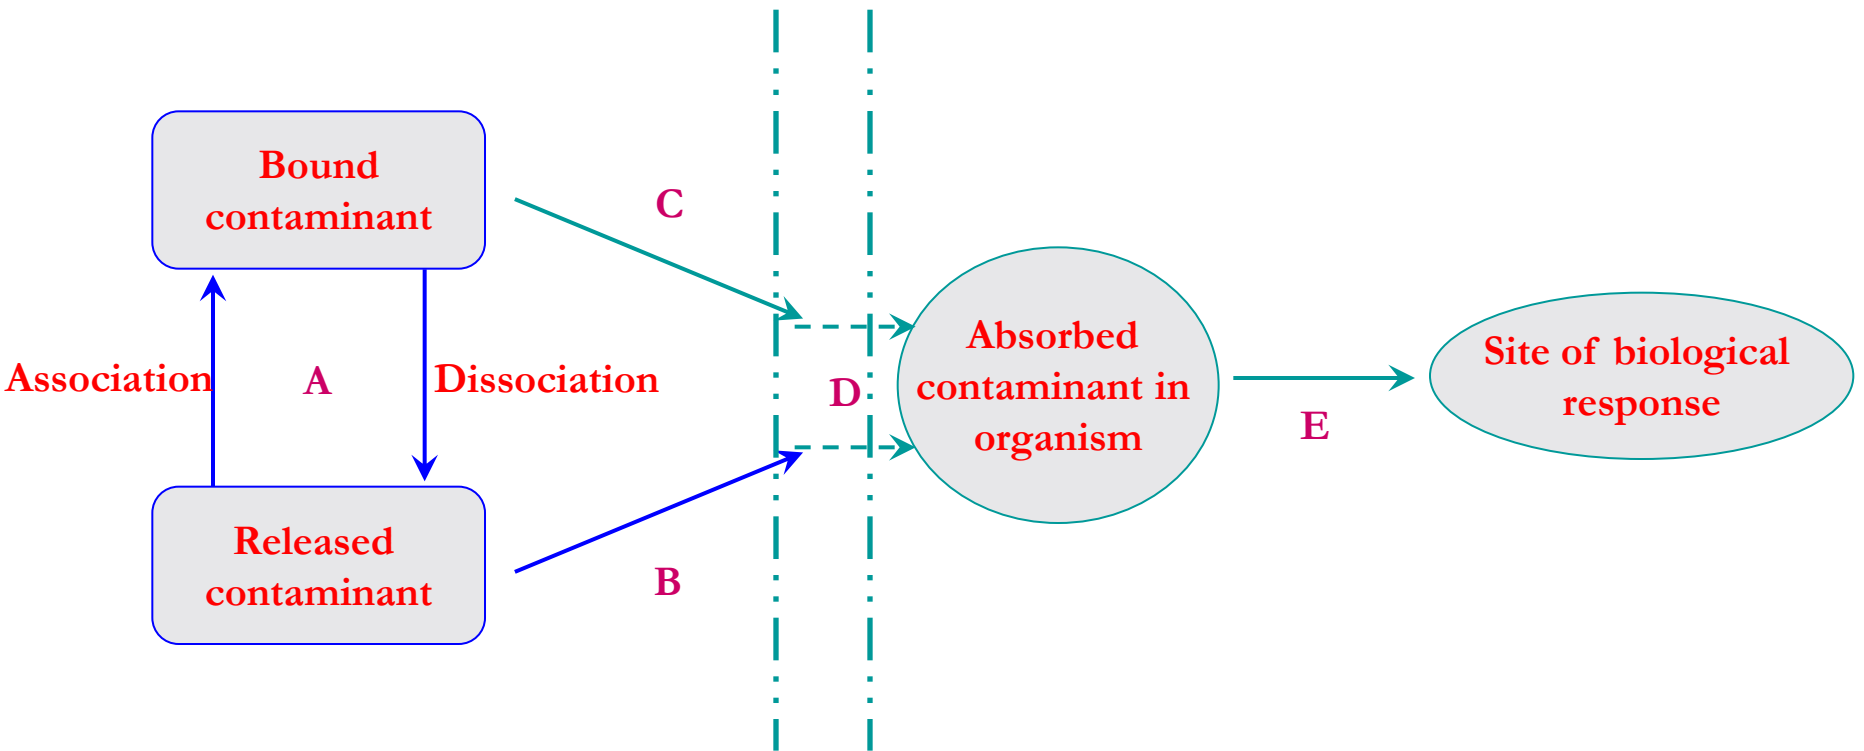 Bound
contaminant
C
Association
A
Dissociation
D
Absorbed
contaminant in
organism
E
Site of biological
response
Released
contaminant
B